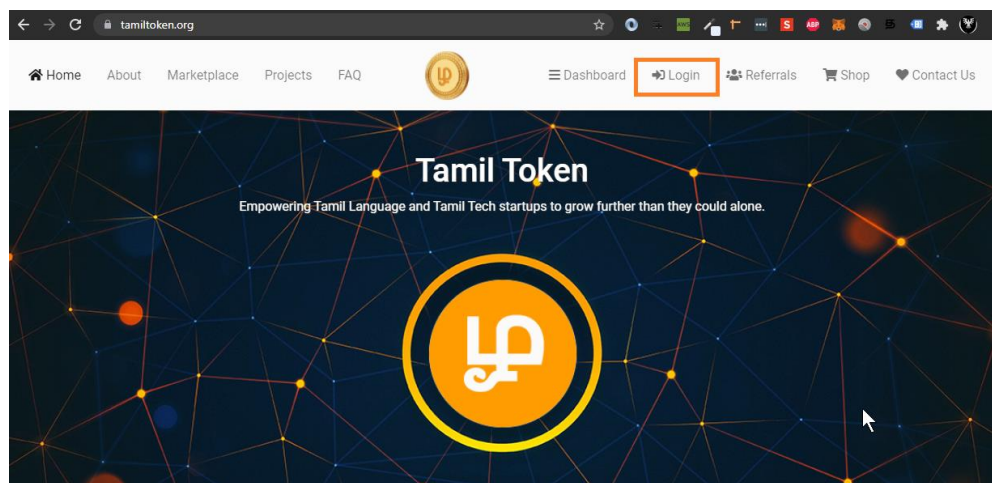 tamiltoken.org
Home About Marketplace Projects FAQ ழ Dashboard Login Referrals Shop Contact Us
Tamil Token
Empowering Tamil Language and Tamil Tech startups to grow further than they could alone.
ழ